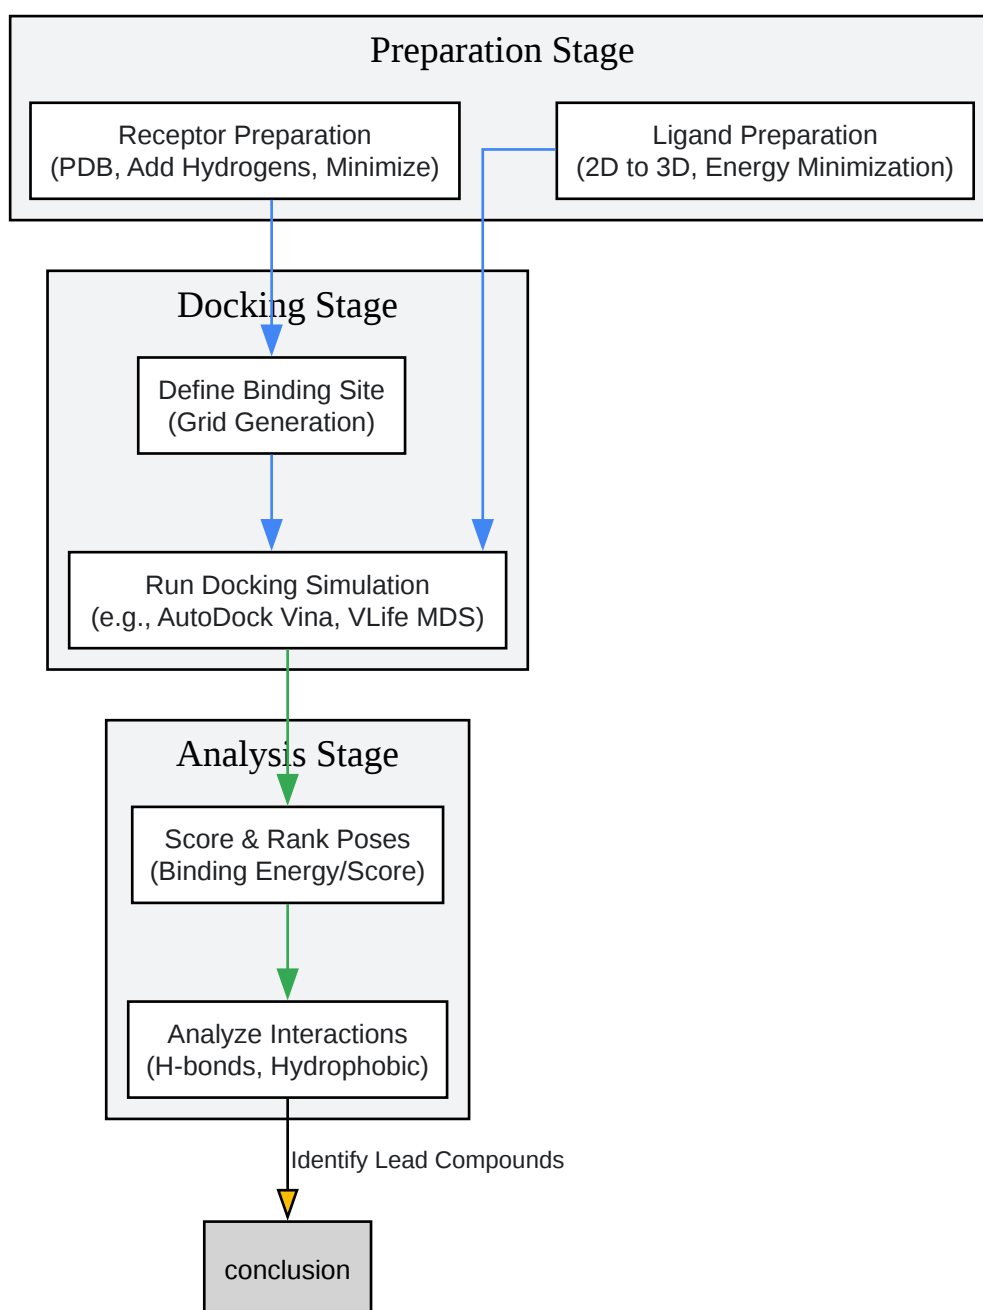 Preparation Stage
Receptor Preparation
(PDB, Add Hydrogens, Minimize)
Ligand Preparation
(2D to 3D, Energy Minimization)
Docking Stage
Define Binding Site
(Grid Generation)
Run Docking Simulation
(e.g., AutoDock Vina, VLife MDS)
Analysis Stage
Score & Rank Poses
(Binding Energy/Score)
Analyze Interactions
(H-bonds, Hydrophobic)
Identify Lead Compounds
conclusion